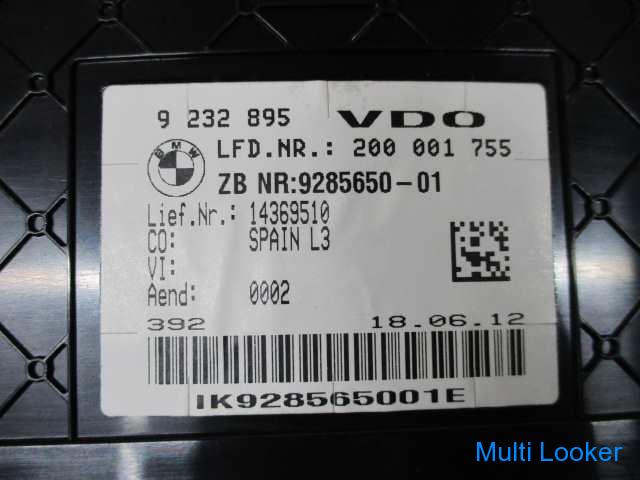 9 232 895 VDO
BMW
LFD.NR.: 200 001 755
ZB NR:9285650-01
Lief.Nr.: 14369510
CO: SPAIN L3
VI:
Aend: 0002
392 18.06.12
IK928565001E
Multi Looker